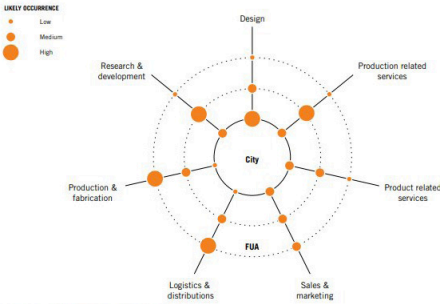 LIKELY OCCURRENCE
Low
Medium
High
Design
Research &
development
Production related
services
City
Production &
fabrication
Product related
services
FUA
Logistics &
distributions
Sales &
marketing